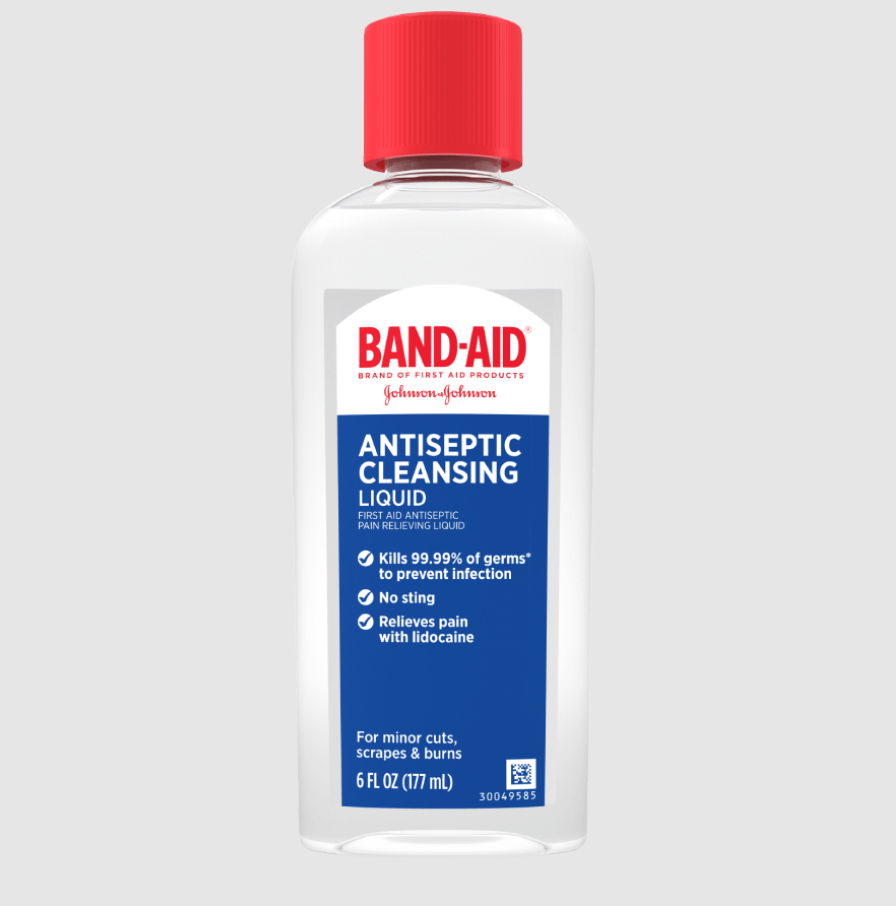 BAND-AID®
BRAND OF FIRST AID PRODUCTS
Johnson & Johnson
ANTISEPTIC
CLEANSING
LIQUID
FIRST AID ANTISEPTIC
PAIN RELIEVING LIQUID
Kills 99.99% of germs*
to prevent infection
No sting
Relieves pain
with lidocaine
For minor cuts,
scrapes & burns
6 FL OZ (177 mL)
30049585